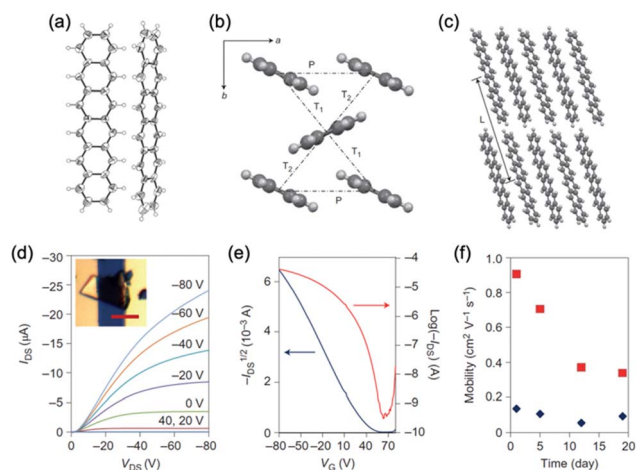 (a)
(b)
a
b
P
T1
T2
T2
T1
P
(c)
L
(d)
−30
−25
−20
−15
−10
−5
0
IDS (µA)
−80 V
−60 V
−40 V
−20 V
0 V
40, 20 V
0 −20 −40 −60 −80
VDS (V)
(e)
6
4
2
0
−IDS^1/2 (10^−3 A)
−4
−5
−6
−7
−8
−9
−10
Log(−IDS) (A)
−80 −50 −20 10 40 70
VG (V)
(f)
1.0
0.8
0.6
0.4
0.2
0
Mobility (cm² V⁻¹ s⁻¹)
0 5 10 15 20
Time (day)